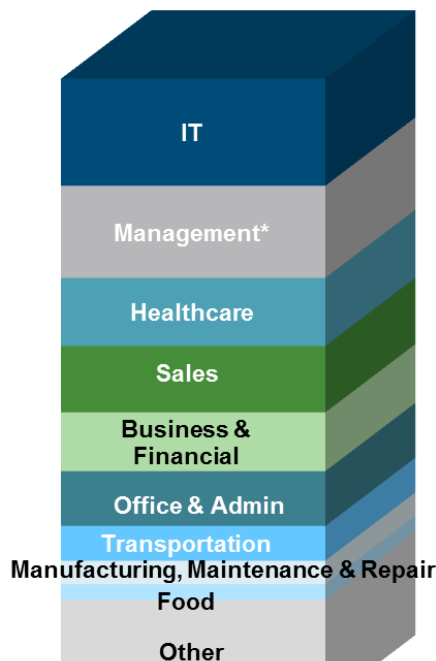 IT
Management*
Healthcare
Sales
Business &
Financial
Office & Admin
Transportation
Manufacturing, Maintenance & Repair
Food
Other